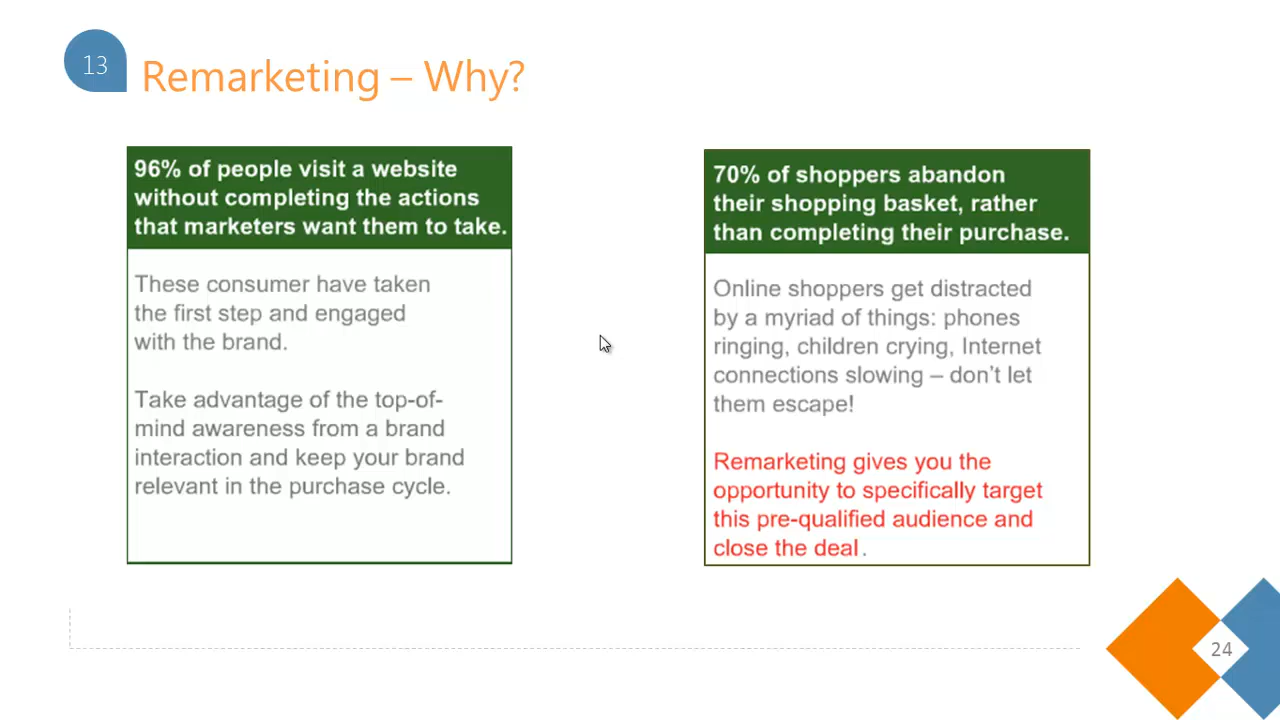 13
Remarketing – Why?
96% of people visit a website
without completing the actions
that marketers want them to take.
These consumer have taken
the first step and engaged
with the brand.
Take advantage of the top-of-
mind awareness from a brand
interaction and keep your brand
relevant in the purchase cycle.
70% of shoppers abandon
their shopping basket, rather
than completing their purchase.
Online shoppers get distracted
by a myriad of things: phones
ringing, children crying, Internet
connections slowing – don't let
them escape!
Remarketing gives you the
opportunity to specifically target
this pre-qualified audience and
close the deal.
24